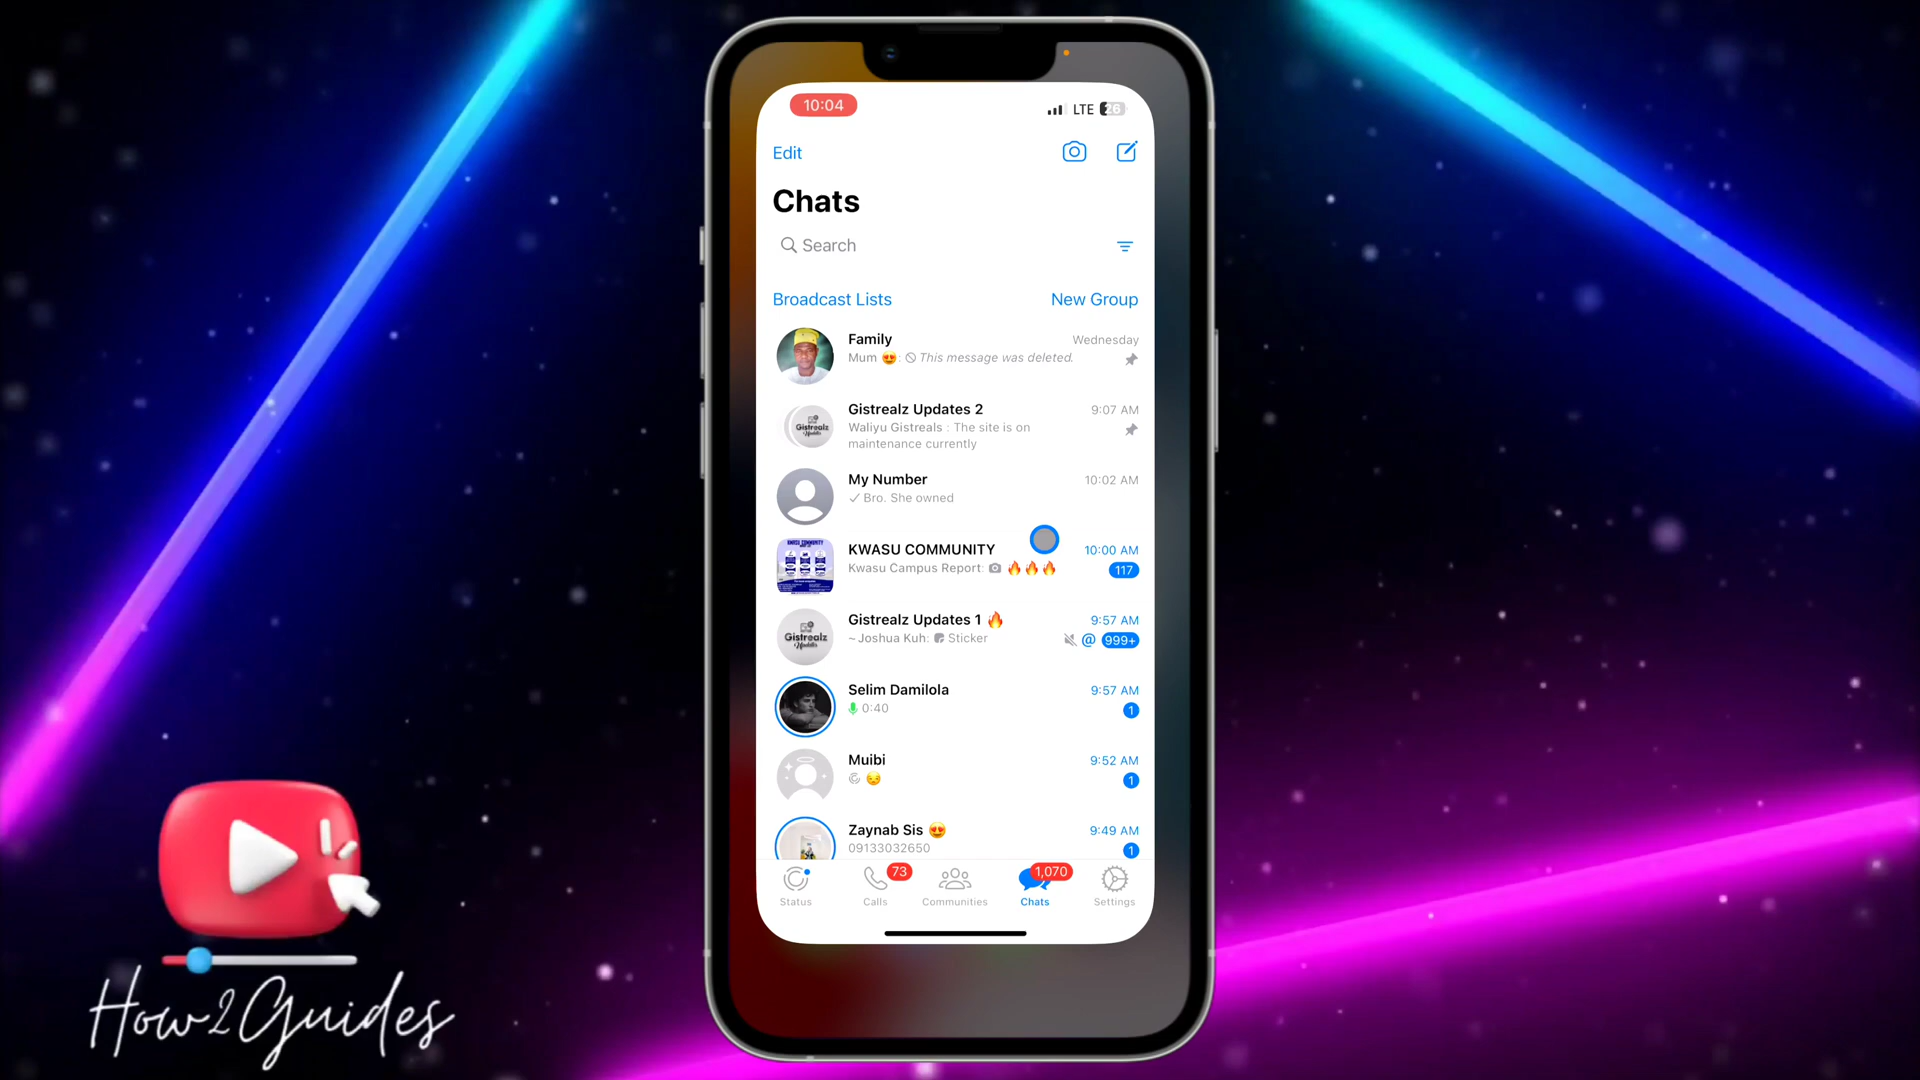 10:04
LTE 26
Edit
Chats
Search
Broadcast Lists
New Group
Family
Wednesday
Mum 😍: This message was deleted.
Gistrealz Updates 2
9:07 AM
Waliyu Gistreals : The site is on
maintenance currently
My Number
10:02 AM
Bro. She owned
KWASU COMMUNITY
10:00 AM
Kwasu Campus Report: 🔥🔥🔥
117
Gistrealz Updates 1 🔥
9:57 AM
~Joshua Kuh: Sticker
@ 999+
Gistrealz
Selim Damilola
9:57 AM
0:40
1
Muibi
9:52 AM
😒
1
Zaynab Sis 😍
9:49 AM
09133032650
1
73
1,070
Status
Calls
Communities
Chats
Settings
How2Guides